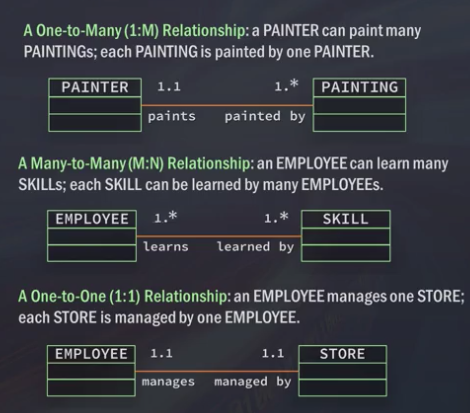 A One-to-Many (1:M) Relationship: a PAINTER can paint many
PAINTINGs; each PAINTING is painted by one PAINTER.
PAINTER 1.1 1.* PAINTING
paints painted by
A Many-to-Many (M:N) Relationship: an EMPLOYEE can learn many
SKILLs; each SKILL can be learned by many EMPLOYEEs.
EMPLOYEE 1.* 1.* SKILL
learns learned by
A One-to-One (1:1) Relationship: an EMPLOYEE manages one STORE;
each STORE is managed by one EMPLOYEE.
EMPLOYEE 1.1 1.1 STORE
manages managed by